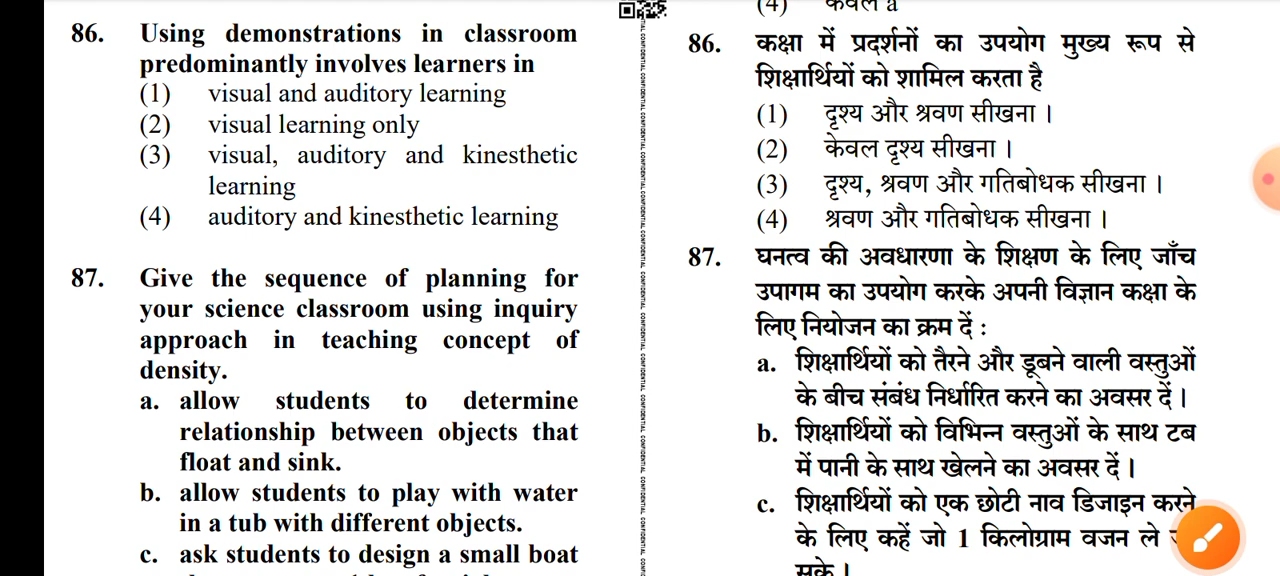 86. Using demonstrations in classroom
predominantly involves learners in
(1) visual and auditory learning
(2) visual learning only
(3) visual, auditory and kinesthetic
learning
(4) auditory and kinesthetic learning
87. Give the sequence of planning for
your science classroom using inquiry
approach in teaching concept of
density.
a. allow students to determine
relationship between objects that
float and sink.
b. allow students to play with water
in a tub with different objects.
c. ask students to design a small boat
(4) केवल a
86. कक्षा में प्रदर्शनों का उपयोग मुख्य रूप से
शिक्षार्थियों को शामिल करता है
(1) दृश्य और श्रवण सीखना ।
(2) केवल दृश्य सीखना ।
(3) दृश्य, श्रवण और गतिबोधक सीखना ।
(4) श्रवण और गतिबोधक सीखना ।
87. घनत्व की अवधारणा के शिक्षण के लिए जाँच
उपागम का उपयोग करके अपनी विज्ञान कक्षा के
लिए नियोजन का क्रम दें :
a. शिक्षार्थियों को तैरने और डूबने वाली वस्तुओं
के बीच संबंध निर्धारित करने का अवसर दें ।
b. शिक्षार्थियों को विभिन्न वस्तुओं के साथ टब
में पानी के साथ खेलने का अवसर दें ।
c. शिक्षार्थियों को एक छोटी नाव डिजाइन करने
के लिए कहें जो 1 किलोग्राम वजन ले
सके ।